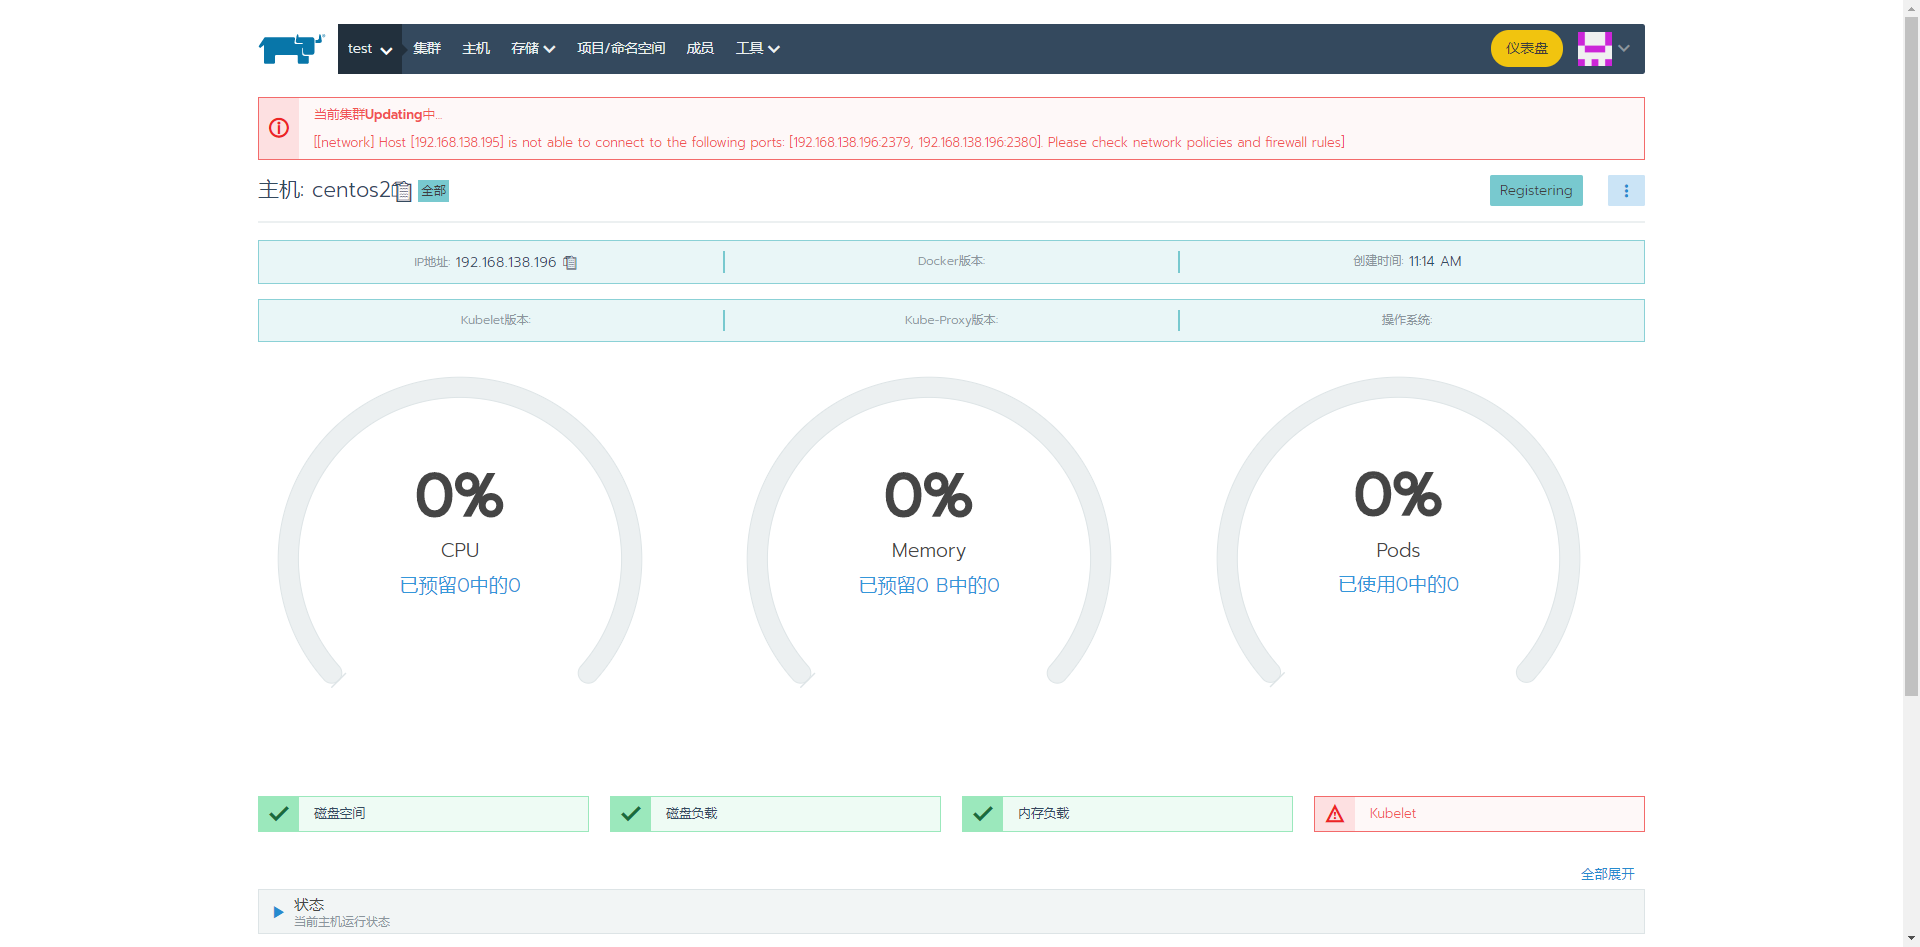 test 集群 主机 存储 项目/命名空间 成员 工具 仪表盘
当前集群Updating中...
[[network] Host [192.168.138.195] is not able to connect to the following ports: [192.168.138.196:2379, 192.168.138.196:2380]. Please check network policies and firewall rules]
主机: centos2 全部 Registering
IP地址: 192.168.138.196 Docker版本: 创建时间: 11:14 AM
Kubelet版本: Kube-Proxy版本: 操作系统:
0% 0% 0%
CPU Memory Pods
已预留0中的0 已预留0 B中的0 已使用0中的0
磁盘空间 磁盘负载 内存负载 Kubelet
全部展开
状态
当前主机运行状态